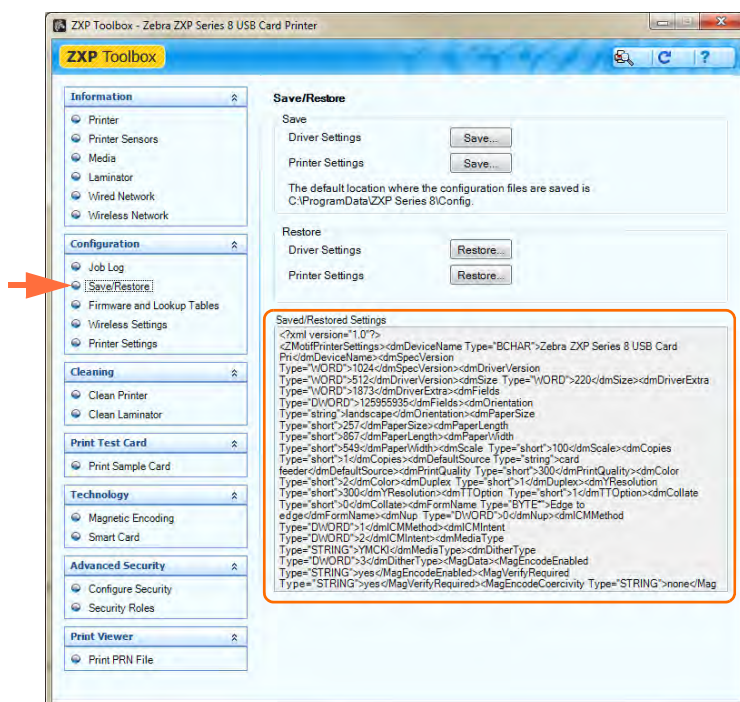 ZXP Toolbox - Zebra ZXP Series 8 USB Card Printer
ZXP Toolbox
Information
Printer
Printer Sensors
Media
Laminator
Wired Network
Wireless Network
Configuration
Job Log
Save/Restore
Firmware and Lookup Tables
Wireless Settings
Printer Settings
Cleaning
Clean Printer
Clean Laminator
Print Test Card
Print Sample Card
Technology
Magnetic Encoding
Smart Card
Advanced Security
Configure Security
Security Roles
Print Viewer
Print PRN File
Save/Restore
Save
Driver Settings
Save...
Printer Settings
Save...
The default location where the configuration files are saved is
C:\ProgramData\ZXP Series 8\Config.
Restore
Driver Settings
Restore...
Printer Settings
Restore...
Saved/Restored Settings
<?xml version="1.0"?>
<ZMotifPrinterSettings><dmDeviceName Type="BCHAR">Zebra ZXP Series 8 USB Card
Pri</dmDeviceName><dmSpecVersion
Type="WORD">1024</dmSpecVersion><dmDriverVersion
Type="WORD">512</dmDriverVersion><dmSize Type="WORD">220</dmSize><dmDriverExtra
Type="WORD">1873</dmDriverExtra><dmFields
Type="DWORD">125955935</dmFields><dmOrientation
Type="string">landscape</dmOrientation><dmPaperSize
Type="short">257</dmPaperSize><dmPaperLength
Type="short">867</dmPaperLength><dmPaperWidth
Type="short">549</dmPaperWidth><dmScale Type="short">100</dmScale><dmCopies
Type="short">1</dmCopies><dmDefaultSource Type="string">card
feeder</dmDefaultSource><dmPrintQuality Type="short">300</dmPrintQuality><dmColor
Type="short">2</dmColor><dmDuplex Type="short">1</dmDuplex><dmYResolution
Type="short">300</dmYResolution><dmTTOption Type="short">1</dmTTOption><dmCollate
Type="short">0</dmCollate><dmFormName Type="BYTE*">Edge to
edge</dmFormName><dmNup Type="DWORD">0</dmNup><dmICMMethod
Type="DWORD">1</dmICMMethod><dmICMIntent
Type="DWORD">2</dmICMIntent><dmMediaType
Type="STRING">YMCKI</dmMediaType><dmDitherType
Type="DWORD">3</dmDitherType><MagData><MagEncodeEnabled
Type="STRING">yes</MagEncodeEnabled><MagVerifyRequired
Type="STRING">yes</MagVerifyRequired><MagEncodeCoercivity Type="STRING">none</Mag